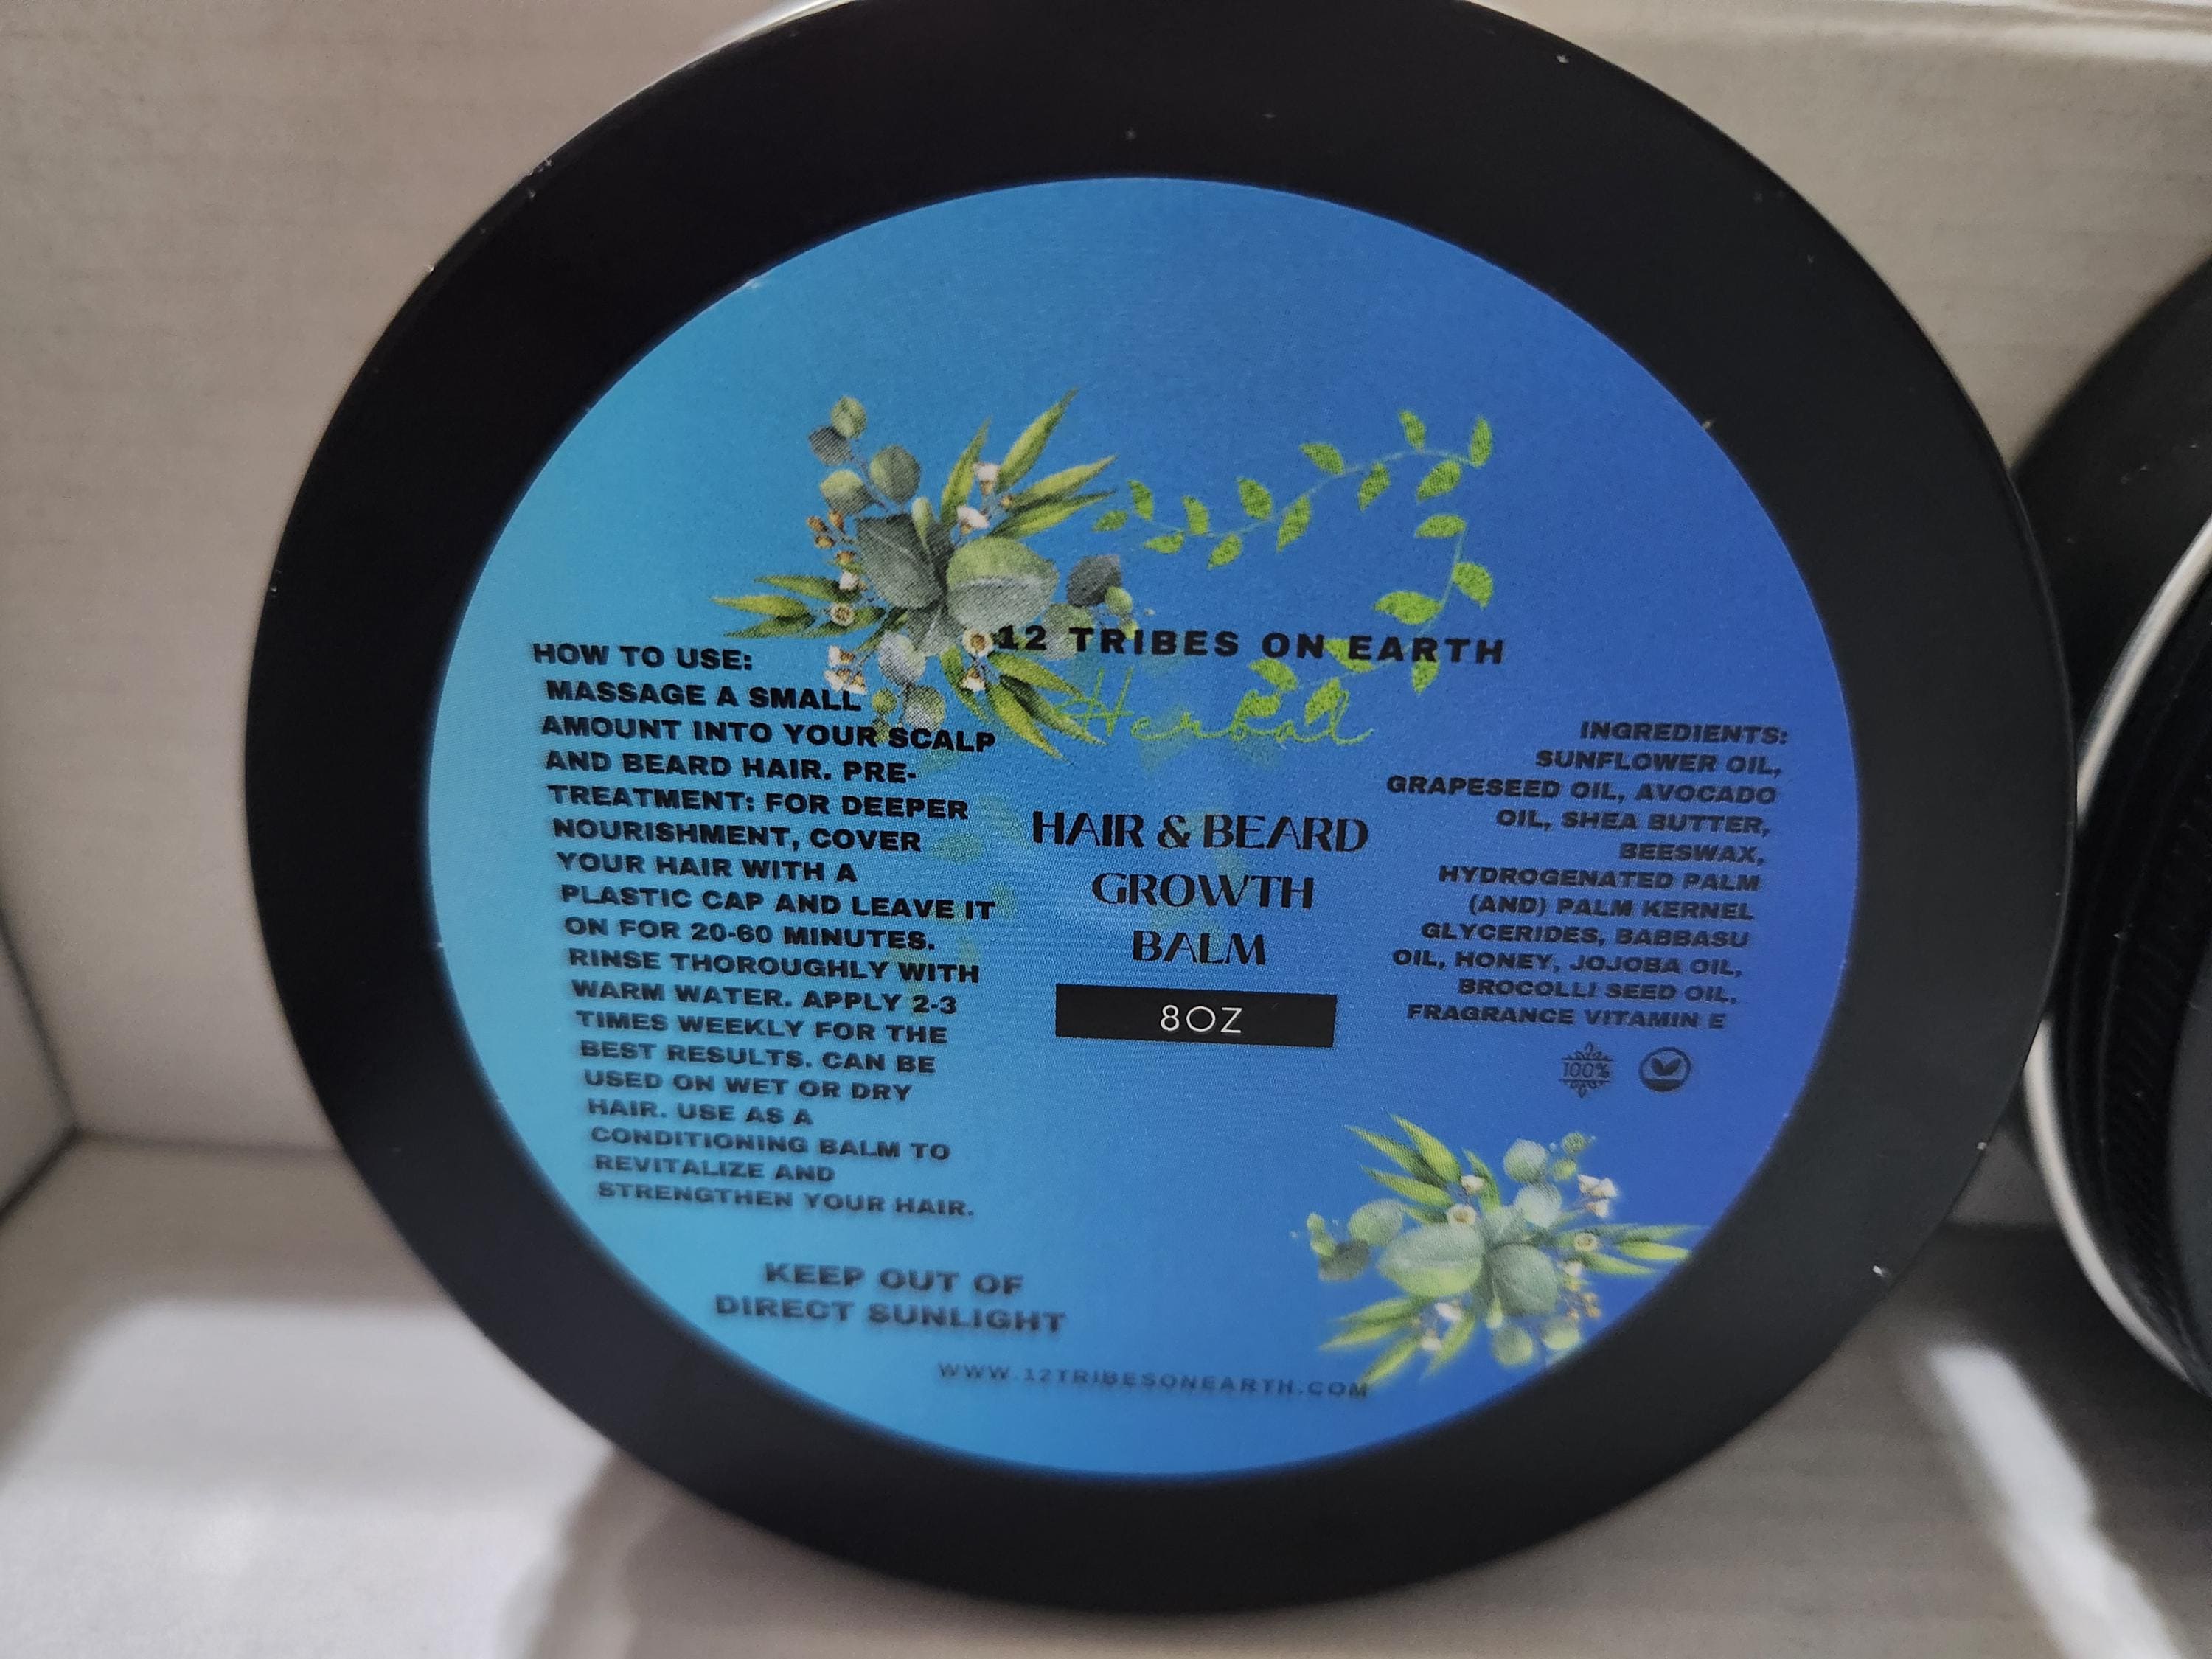 12 TRIBES ON EARTH
Herbal
HAIR & BEARD
GROWTH
BALM
8OZ
HOW TO USE:
MASSAGE A SMALL
AMOUNT INTO YOUR SCALP
AND BEARD HAIR. PRE-
TREATMENT: FOR DEEPER
NOURISHMENT, COVER
YOUR HAIR WITH A
PLASTIC CAP AND LEAVE IT
ON FOR 20-60 MINUTES.
RINSE THOROUGHLY WITH
WARM WATER. APPLY 2-3
TIMES WEEKLY FOR THE
BEST RESULTS. CAN BE
USED ON WET OR DRY
HAIR. USE AS A
CONDITIONING BALM TO
REVITALIZE AND
STRENGTHEN YOUR HAIR.
INGREDIENTS:
SUNFLOWER OIL,
GRAPESEED OIL, AVOCADO
OIL, SHEA BUTTER,
BEESWAX,
HYDROGENATED PALM
(AND) PALM KERNEL
GLYCERIDES, BABBASU
OIL, HONEY, JOJOBA OIL,
BROCOLLI SEED OIL,
FRAGRANCE VITAMIN E
100%
KEEP OUT OF
DIRECT SUNLIGHT
WWW.12TRIBESONEARTH.COM